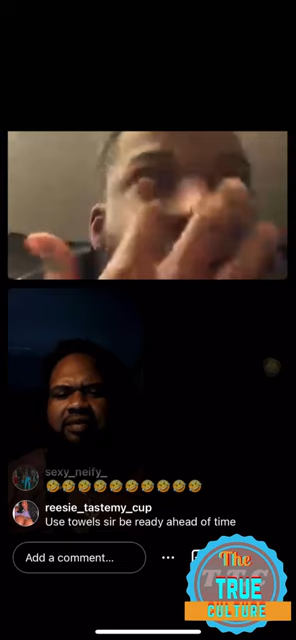 sexy_neify_
🤣🤣🤣🤣🤣🤣🤣🤣🤣🤣
reesie_tastemy_cup
Use towels sir be ready ahead of time
Add a comment…
The
TRUE
CULTURE